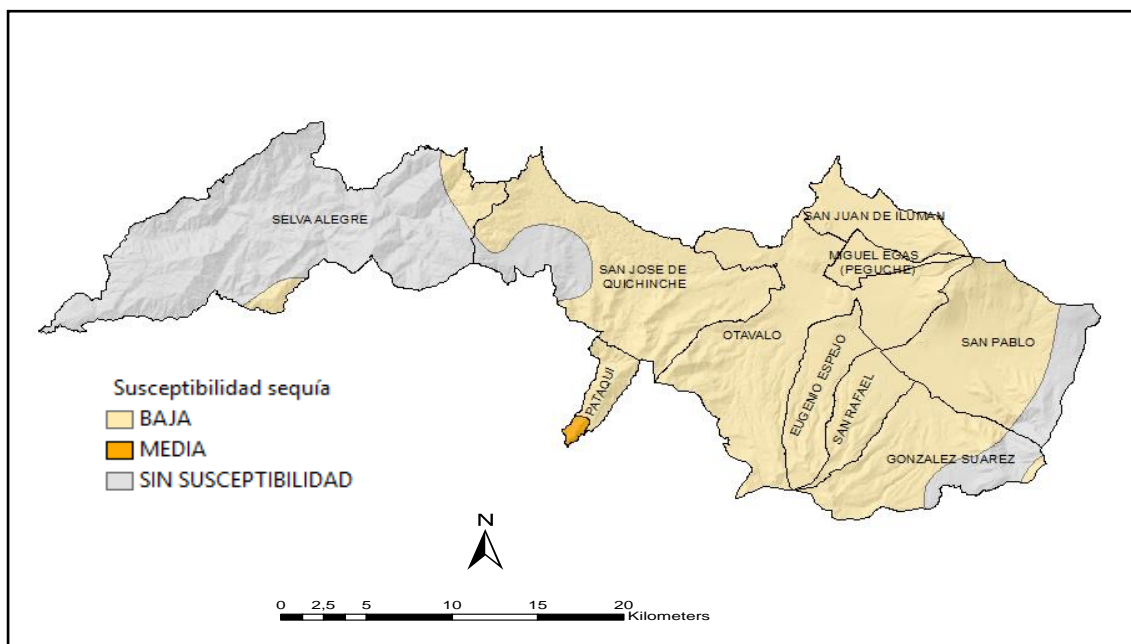 SELVA ALEGRE
SAN JUAN DE ILUMAN
MIGUEL EGAS
(PEGUCHE)
SAN JOSE DE
QUICHINCHE
OTAVALO
SAN PABLO
EUGENIO ESPEJO
SAN RAFAEL
PATAQUI
GONZALEZ SUAREZ
Susceptibilidad sequía
BAJA
MEDIA
SIN SUSCEPTIBILIDAD
N
0 2,5 5 10 15 20
Kilometers